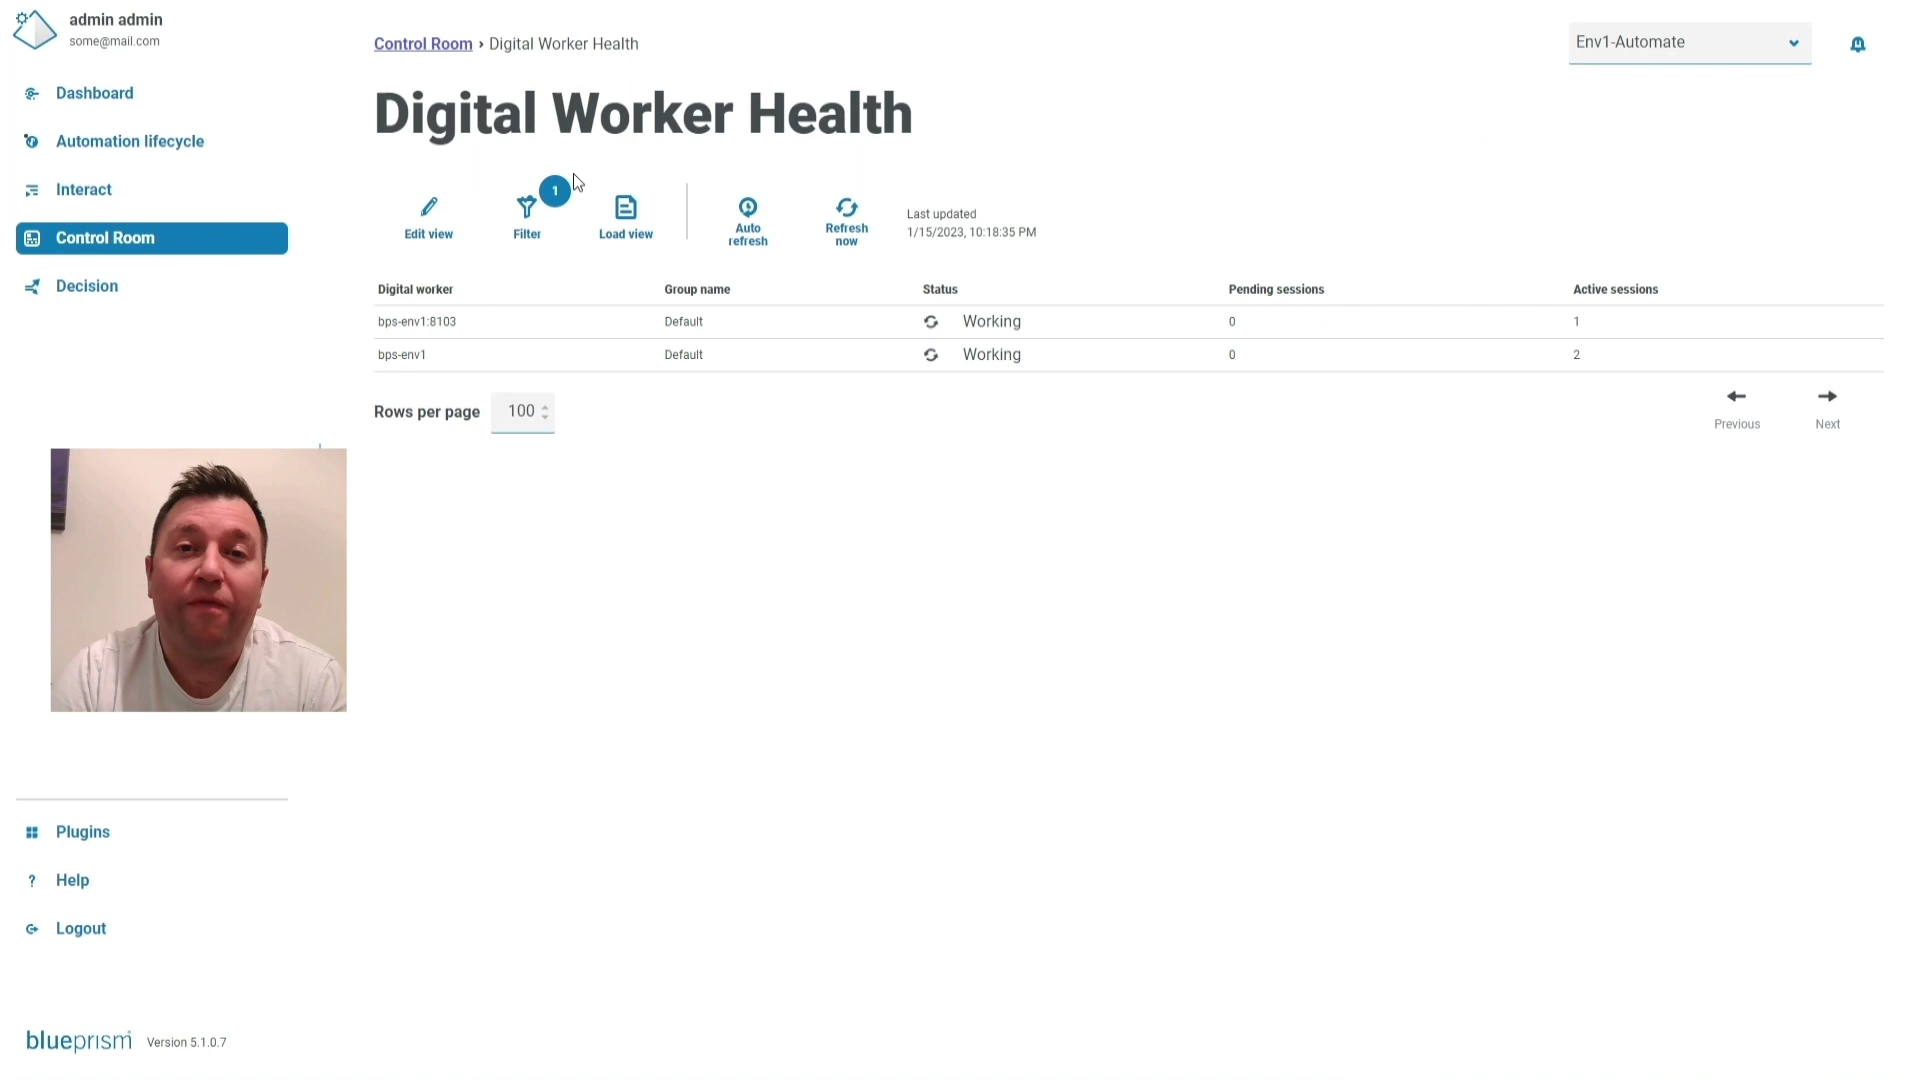 admin admin
some@mail.com
Dashboard
Automation lifecycle
Interact
Control Room
Decision
Control Room › Digital Worker Health
Env1-Automate
Digital Worker Health
1
Edit view
Filter
Load view
Auto
refresh
Refresh
now
Last updated
1/15/2023, 10:18:35 PM
Digital worker Group name Status Pending sessions Active sessions
bps-env1:8103 Default Working 0 1
bps-env1 Default Working 0 2
Rows per page 100
Previous
Next
Plugins
? Help
Logout
blueprism Version 5.1.0.7